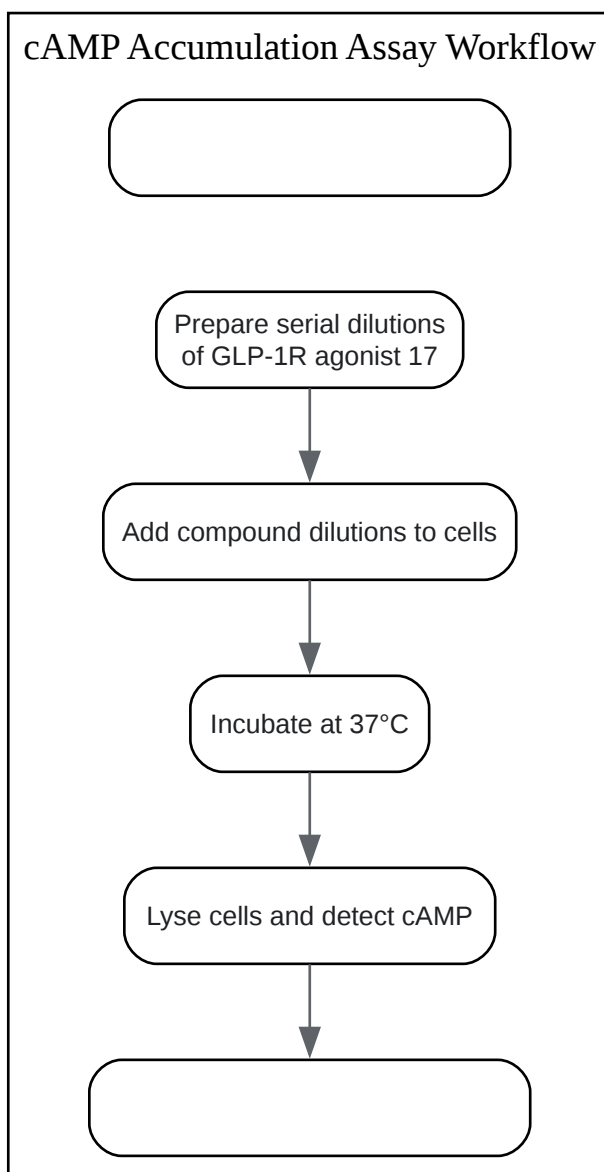 cAMP Accumulation Assay Workflow
Prepare serial dilutions
of GLP-1R agonist 17
Add compound dilutions to cells
Incubate at 37°C
Lyse cells and detect cAMP